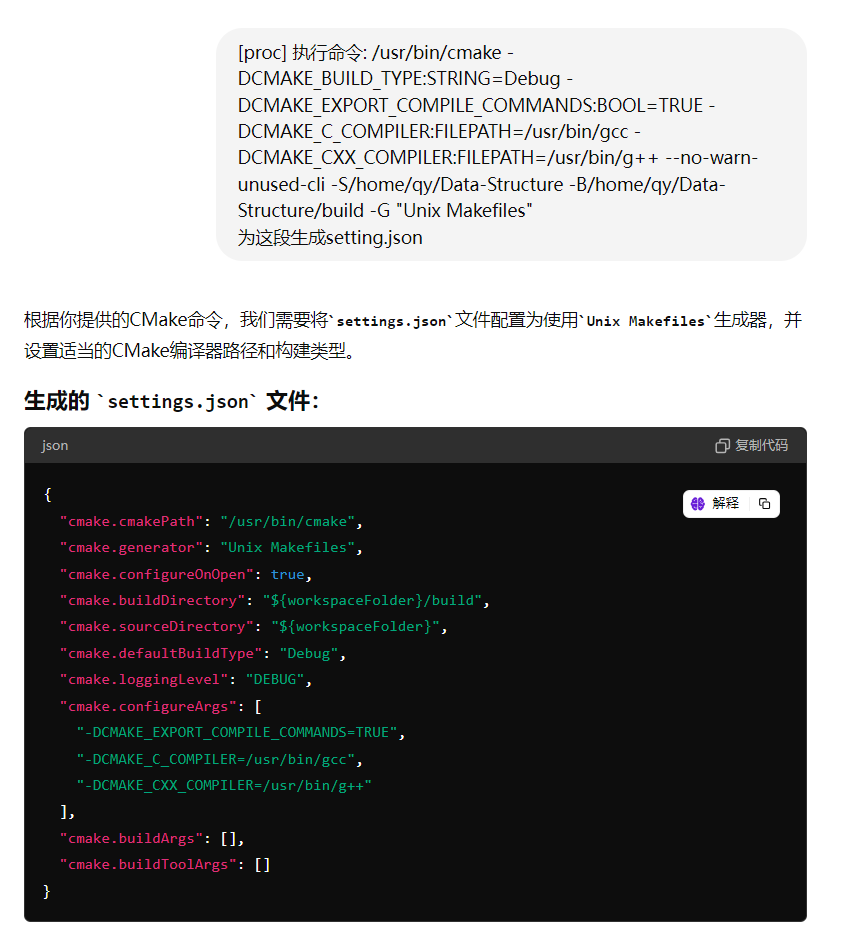 [proc] 执行命令: /usr/bin/cmake -
DCMAKE_BUILD_TYPE:STRING=Debug -
DCMAKE_EXPORT_COMPILE_COMMANDS:BOOL=TRUE -
DCMAKE_C_COMPILER:FILEPATH=/usr/bin/gcc -
DCMAKE_CXX_COMPILER:FILEPATH=/usr/bin/g++ --no-warn-
unused-cli -S/home/qy/Data-Structure -B/home/qy/Data-
Structure/build -G "Unix Makefiles"
为这段生成setting.json
根据你提供的CMake命令，我们需要将`settings.json`文件配置为使用`Unix Makefiles`生成器，并
设置适当的CMake编译器路径和构建类型。
生成的 `settings.json` 文件：
json 复制代码
{
解释
"cmake.cmakePath": "/usr/bin/cmake",
"cmake.generator": "Unix Makefiles",
"cmake.configureOnOpen": true,
"cmake.buildDirectory": "${workspaceFolder}/build",
"cmake.sourceDirectory": "${workspaceFolder}",
"cmake.defaultBuildType": "Debug",
"cmake.loggingLevel": "DEBUG",
"cmake.configureArgs": [
"-DCMAKE_EXPORT_COMPILE_COMMANDS=TRUE",
"-DCMAKE_C_COMPILER=/usr/bin/gcc",
"-DCMAKE_CXX_COMPILER=/usr/bin/g++"
],
"cmake.buildArgs": [],
"cmake.buildToolArgs": []
}